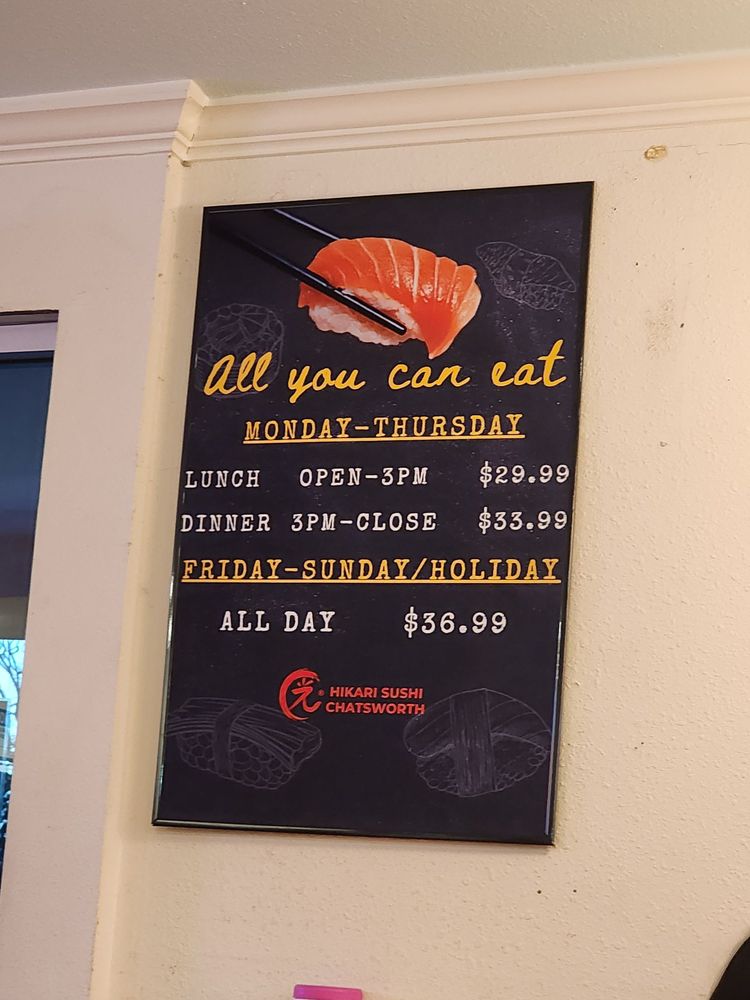 All you can eat
MONDAY-THURSDAY
LUNCH OPEN-3PM $29.99
DINNER 3PM-CLOSE $33.99
FRIDAY-SUNDAY/HOLIDAY
ALL DAY $36.99
元® HIKARI SUSHI
CHATSWORTH